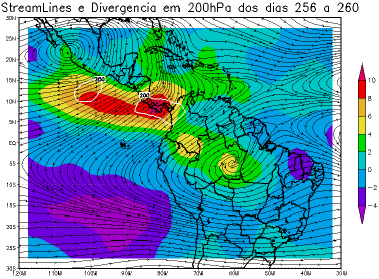 StreamLines e Divergencia em 200hPa dos dias 256 a 260
30N
25N
20N
15N
10N
5N
EQ
5S
10S
15S
20S
25S
30S
120W
110W
100W
90W
80W
70W
60W
50W
40W
30W
200
200
10
8
6
4
2
0
-2
-4